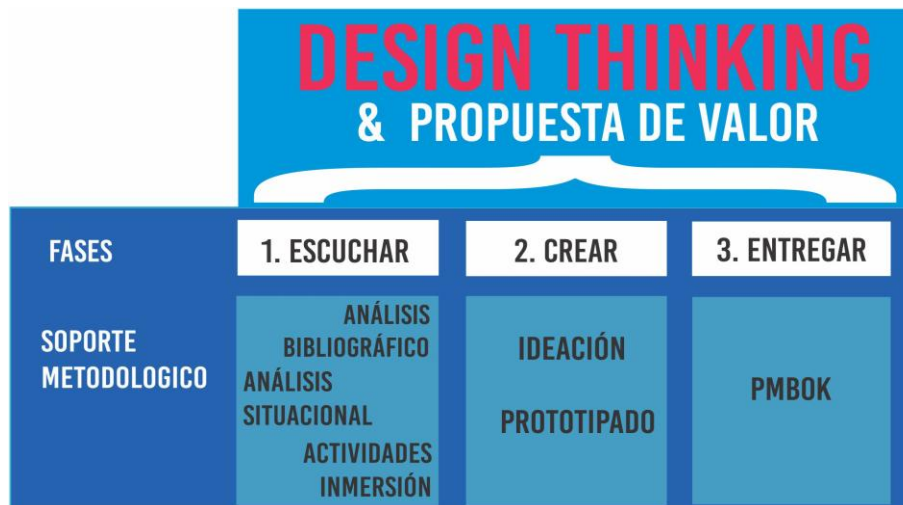 DESIGN THINKING
& PROPUESTA DE VALOR
FASES
1. ESCUCHAR
2. CREAR
3. ENTREGAR
SOPORTE
METODOLOGICO
ANÁLISIS
BIBLIOGRÁFICO
ANÁLISIS
SITUACIONAL
ACTIVIDADES
INMERSIÓN
IDEACIÓN
PROTOTIPADO
PMBOK